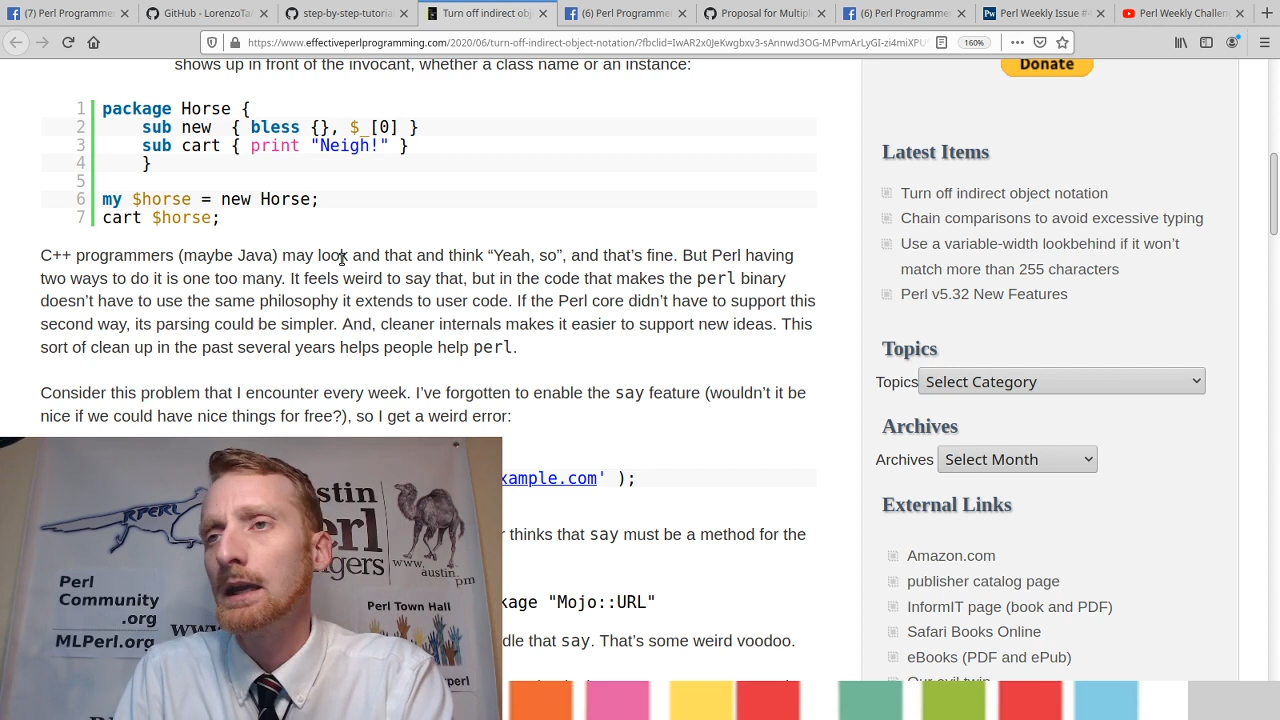 (7) Perl Programme
GitHub - LorenzoTa/
step-by-step-tutorial
Turn off indirect obj
(6) Perl Programme
Proposal for Multipl
(6) Perl Programme
Perl Weekly Issue #4
Perl Weekly Challen
https://www.effectiveperlprogramming.com/2020/06/turn-off-indirect-object-notation/?fbclid=IwAR2x0JeKwgbxv3-sAnnwd3OG-MPvmArLyGI-zi4miXPU
160%
shows up in front of the invocant, whether a class name or an instance:
1 package Horse {
2 sub new { bless {}, $_[0] }
3 sub cart { print "Neigh!" }
4 }
5
6 my $horse = new Horse;
7 cart $horse;
C++ programmers (maybe Java) may look and that and think “Yeah, so”, and that’s fine. But Perl having
two ways to do it is one too many. It feels weird to say that, but in the code that makes the perl binary
doesn’t have to use the same philosophy it extends to user code. If the Perl core didn’t have to support this
second way, its parsing could be simpler. And, cleaner internals makes it easier to support new ideas. This
sort of clean up in the past several years helps people help perl.
Consider this problem that I encounter every week. I’ve forgotten to enable the say feature (wouldn’t it be
nice if we could have nice things for free?), so I get a weird error:
xample.com' );
r thinks that say must be a method for the
kage "Mojo::URL"
dle that say. That’s some weird voodoo.
Donate
Latest Items
Turn off indirect object notation
Chain comparisons to avoid excessive typing
Use a variable-width lookbehind if it won’t
match more than 255 characters
Perl v5.32 New Features
Topics
Topics Select Category
Archives
Archives Select Month
External Links
Amazon.com
publisher catalog page
InformIT page (book and PDF)
Safari Books Online
eBooks (PDF and ePub)
Our evil twin
RPERL
Perl
Community
.org
MLPerl.org
ustin
erl
ngers
www.
austin.
pm
Perl Town Hall
erl